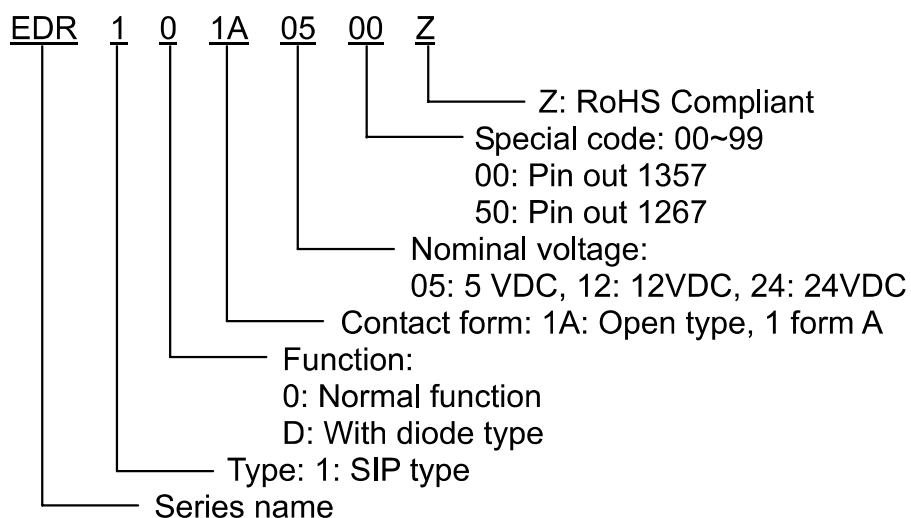 EDR 1 0 1A 05 00 Z
Z: RoHS Compliant
Special code: 00~99
00: Pin out 1357
50: Pin out 1267
Nominal voltage:
05: 5 VDC, 12: 12VDC, 24: 24VDC
Contact form: 1A: Open type, 1 form A
Function:
0: Normal function
D: With diode type
Type: 1: SIP type
Series name